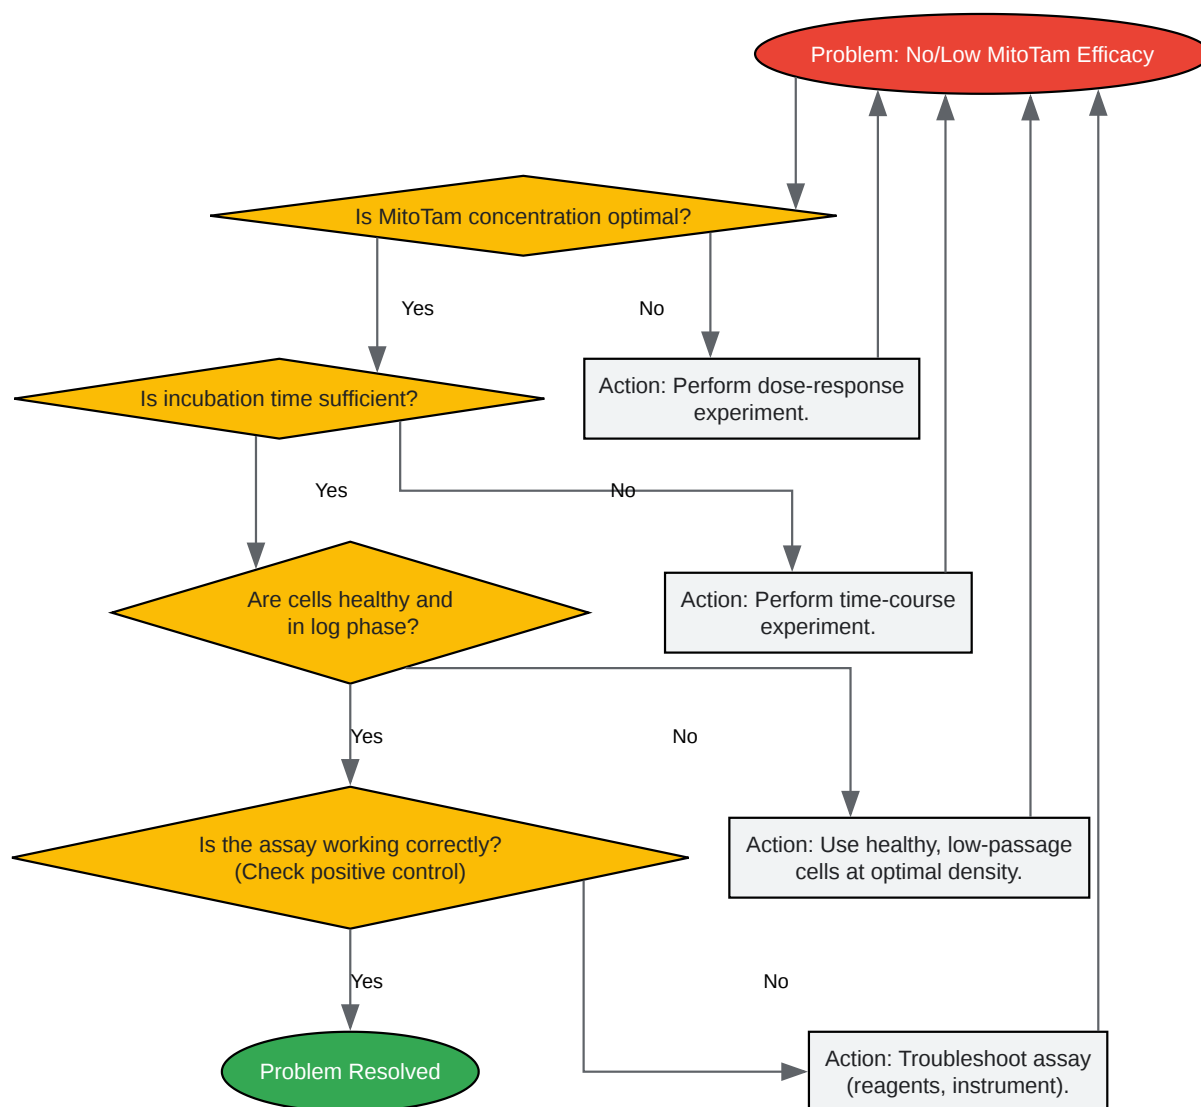 Problem: No/Low MitoTam Efficacy
Is MitoTam concentration optimal?
Yes
No
Is incubation time sufficient?
Action: Perform dose-response
experiment.
Yes
No
Are cells healthy and
in log phase?
Action: Perform time-course
experiment.
Yes
No
Is the assay working correctly?
(Check positive control)
Action: Use healthy, low-passage
cells at optimal density.
Yes
No
Problem Resolved
Action: Troubleshoot assay
(reagents, instrument).